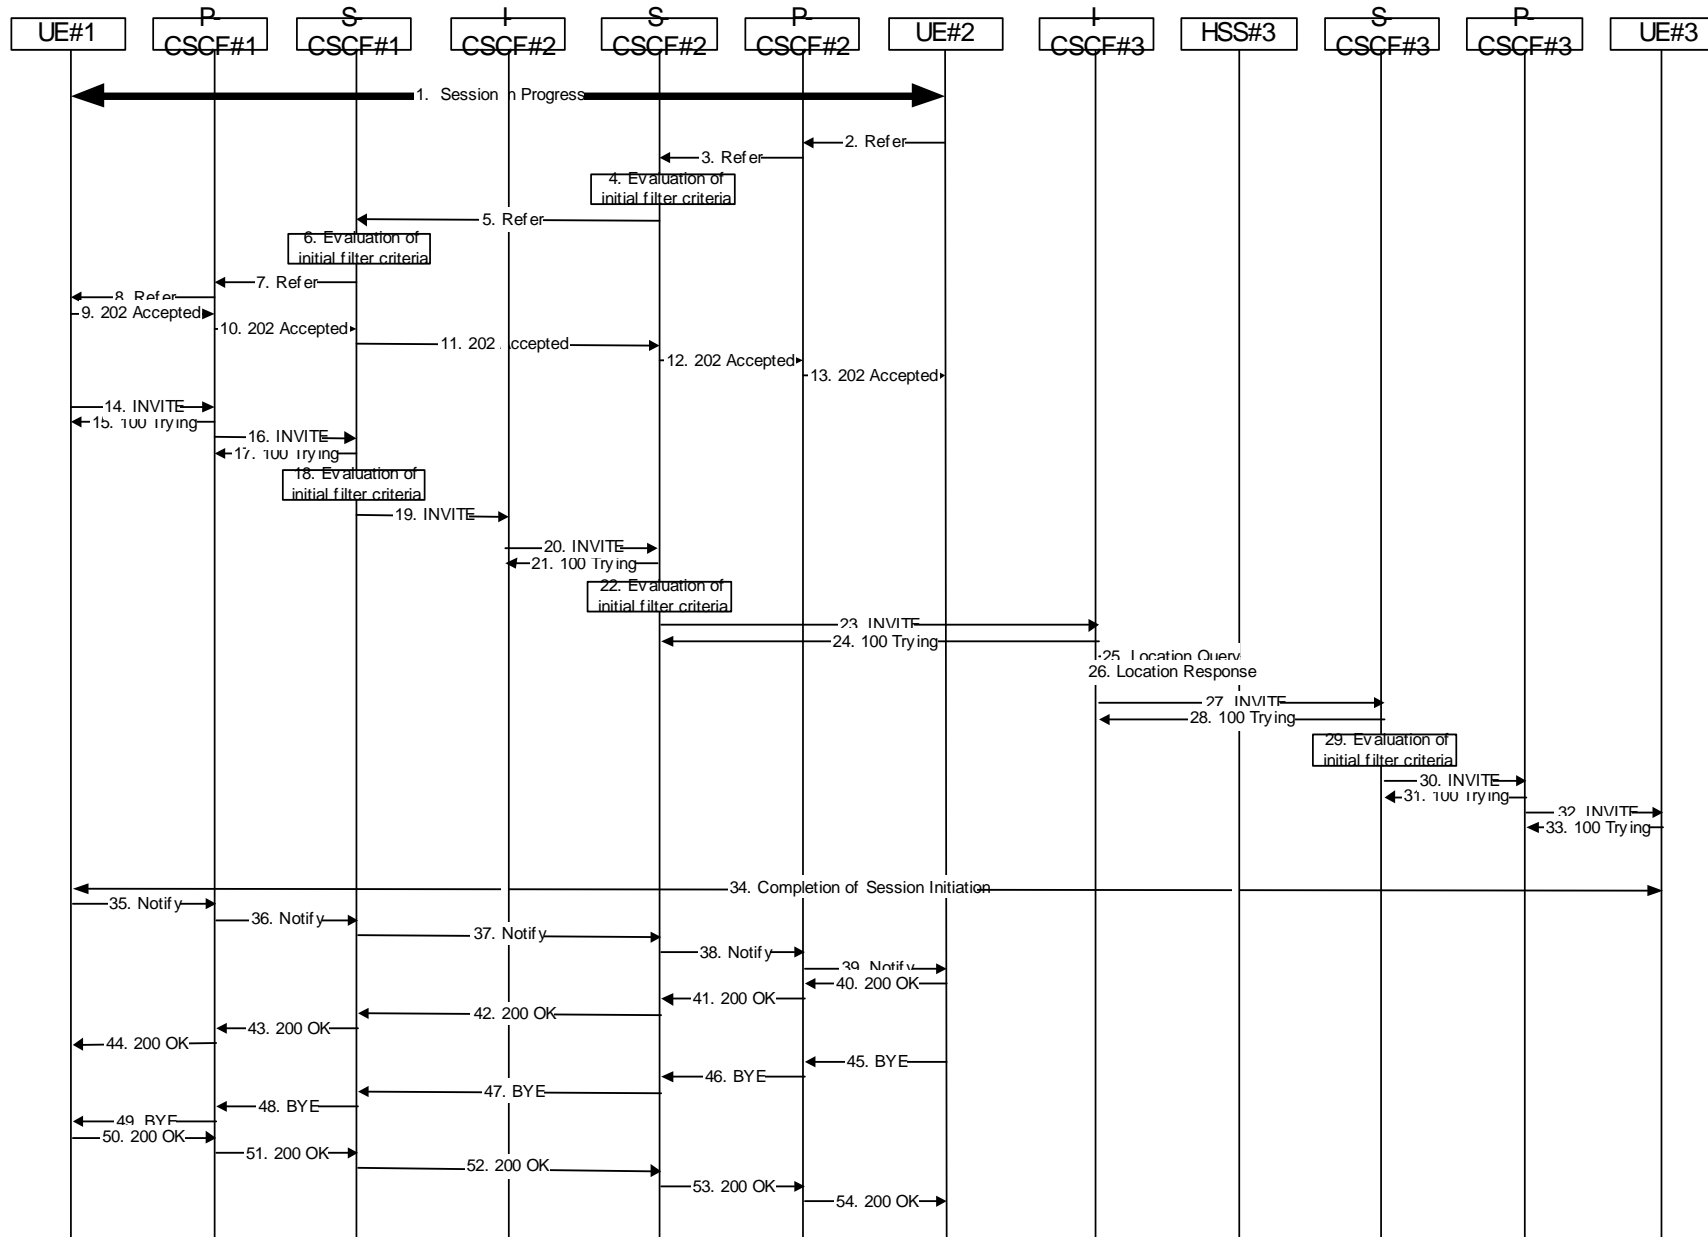 UE#1
P-
CSCF#1
S-
CSCF#1
I-
CSCF#2
S-
CSCF#2
P-
CSCF#2
UE#2
I-
CSCF#3
HSS#3
S-
CSCF#3
P-
CSCF#3
UE#3
1. Session in Progress
2. Refer
3. Refer
4. Evaluation of
initial filter criteria
5. Refer
6. Evaluation of
initial filter criteria
7. Refer
8. Refer
9. 202 Accepted
10. 202 Accepted
11. 202 Accepted
12. 202 Accepted
13. 202 Accepted
14. INVITE
15. 100 Trying
16. INVITE
17. 100 Trying
18. Evaluation of
initial filter criteria
19. INVITE
20. INVITE
21. 100 Trying
22. Evaluation of
initial filter criteria
23. INVITE
24. 100 Trying
25. Location Query
26. Location Response
27. INVITE
28. 100 Trying
29. Evaluation of
initial filter criteria
30. INVITE
31. 100 Trying
32. INVITE
33. 100 Trying
34. Completion of Session Initiation
35. Notify
36. Notify
37. Notify
38. Notify
39. Notify
40. 200 OK
41. 200 OK
42. 200 OK
43. 200 OK
44. 200 OK
45. BYE
46. BYE
47. BYE
48. BYE
49. BYE
50. 200 OK
51. 200 OK
52. 200 OK
53. 200 OK
54. 200 OK